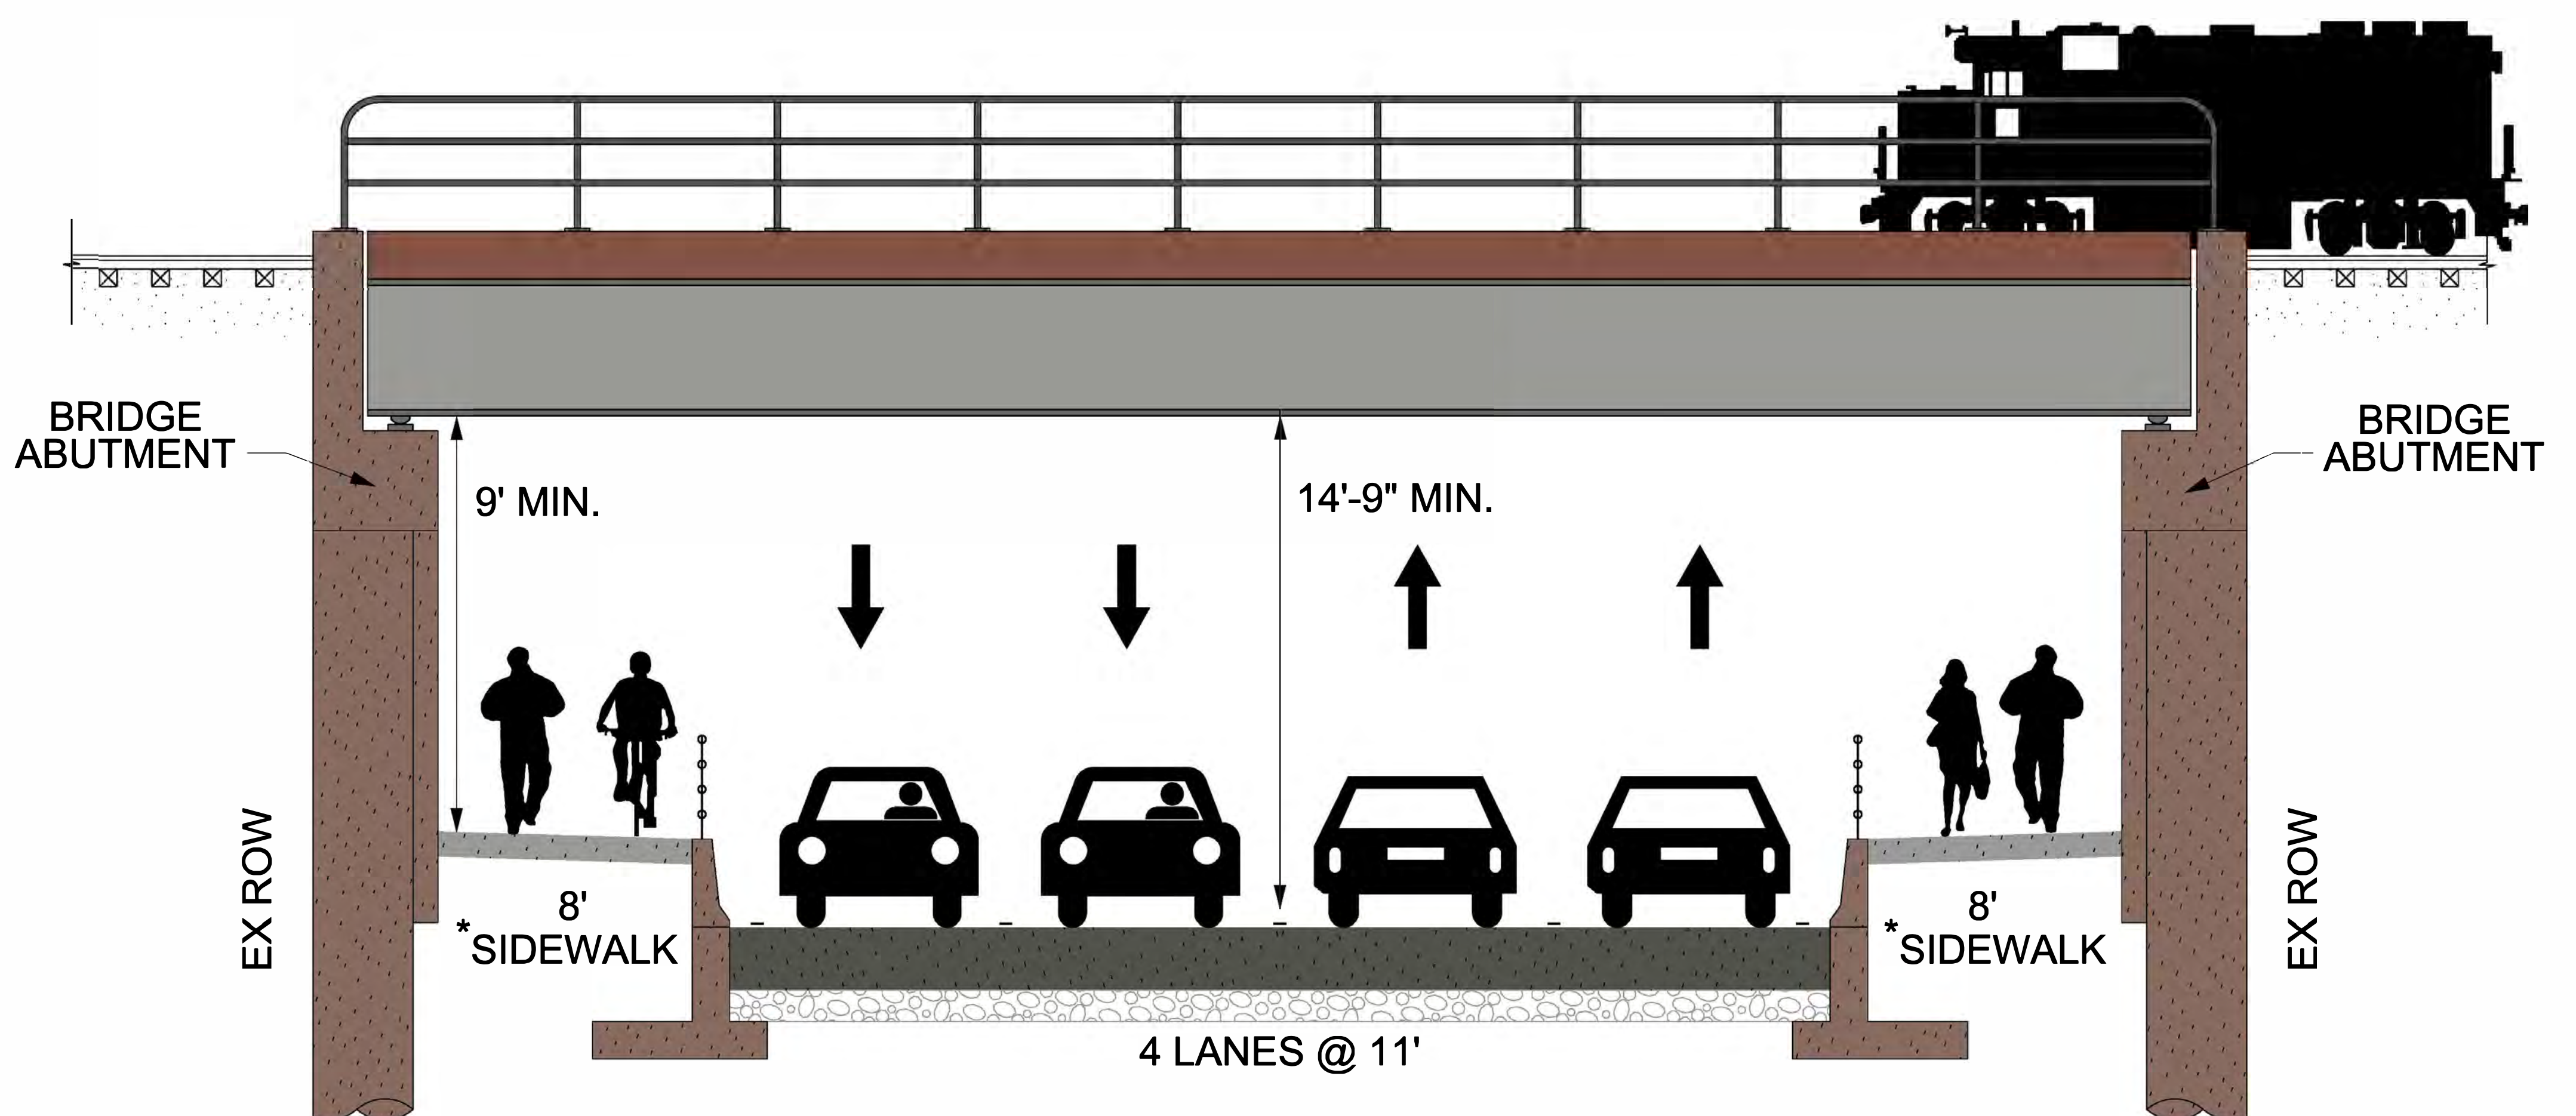 BRIDGE
ABUTMENT
BRIDGE
ABUTMENT
9' MIN.
14'-9" MIN.
EX ROW
8'
*SIDEWALK
8'
*SIDEWALK
EX ROW
4 LANES @ 11'